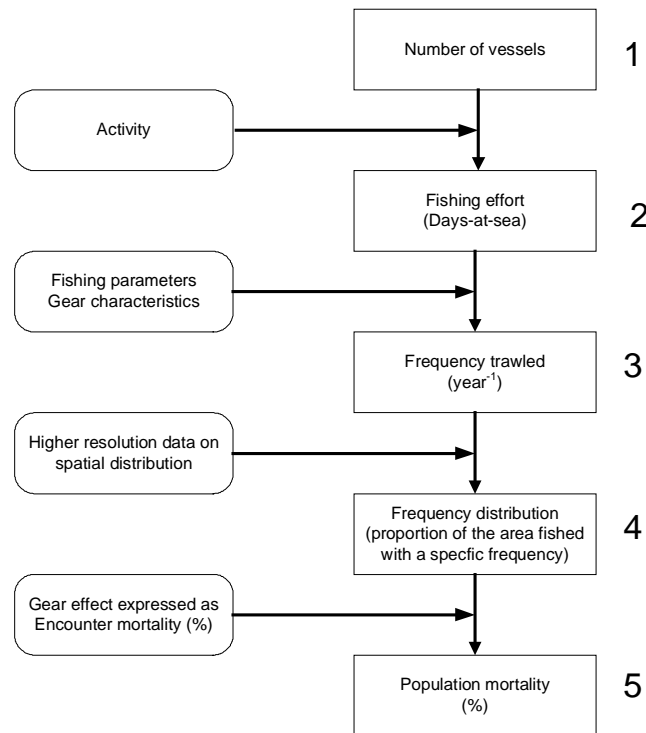 Number of vessels
1
Activity
Fishing effort
(Days-at-sea)
2
Fishing parameters
Gear characteristics
Frequency trawled
(year-1)
3
Higher resolution data on
spatial distribution
Frequency distribution
(proportion of the area fished
with a specfic frequency)
4
Gear effect expressed as
Encounter mortality (%)
Population mortality
(%)
5